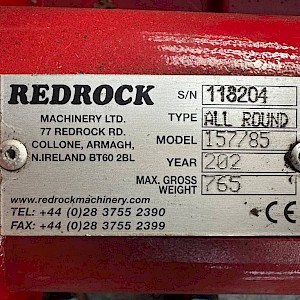 REDROCK
MACHINERY LTD.
77 REDROCK RD.
COLLONE, ARMAGH,
N.IRELAND BT60 2BL
S/N 118204
TYPE ALL ROUND
MODEL 157/85
YEAR 202
MAX. GROSS
WEIGHT 765
www.redrockmachinery.com
TEL: +44 (0)28 3755 2390
FAX: +44 (0)28 3755 2399
CE